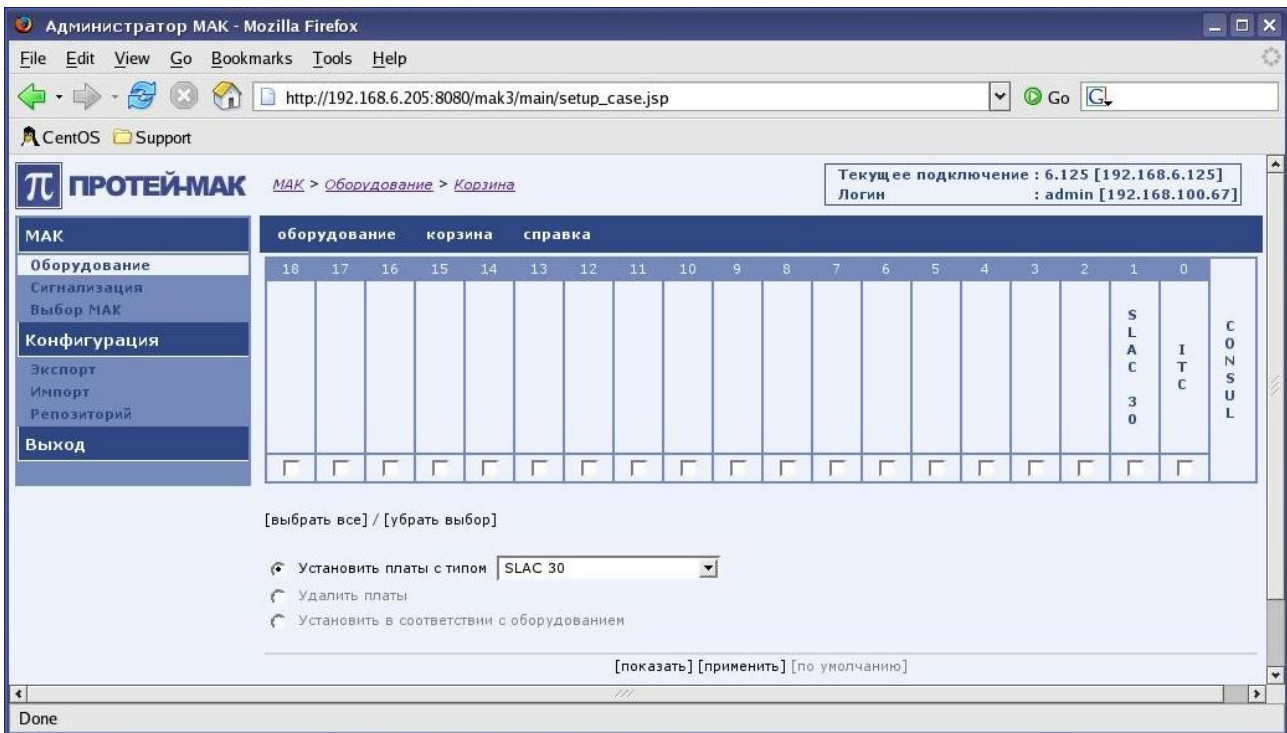 Администратор МАК - Mozilla Firefox
File Edit View Go Bookmarks Tools Help
http://192.168.6.205:8080/mak3/main/setup_case.jsp Go G
CentOS Support
π ПРОТЕЙ-МАК
МАК > Оборудование > Корзина
Текущее подключение : 6.125 [192.168.6.125]
Логин : admin [192.168.100.67]
МАК
Оборудование
Сигнализация
Выбор МАК
Конфигурация
Экспорт
Импорт
Репозиторий
Выход
оборудование корзина справка
18 17 16 15 14 13 12 11 10 9 8 7 6 5 4 3 2 1 0
SLAC 30
ITC
CONSUL
[выбрать все] / [убрать выбор]
Установить платы с типом SLAC 30
Удалить платы
Установить в соответствии с оборудованием
[показать] [применить] [по умолчанию]
Done